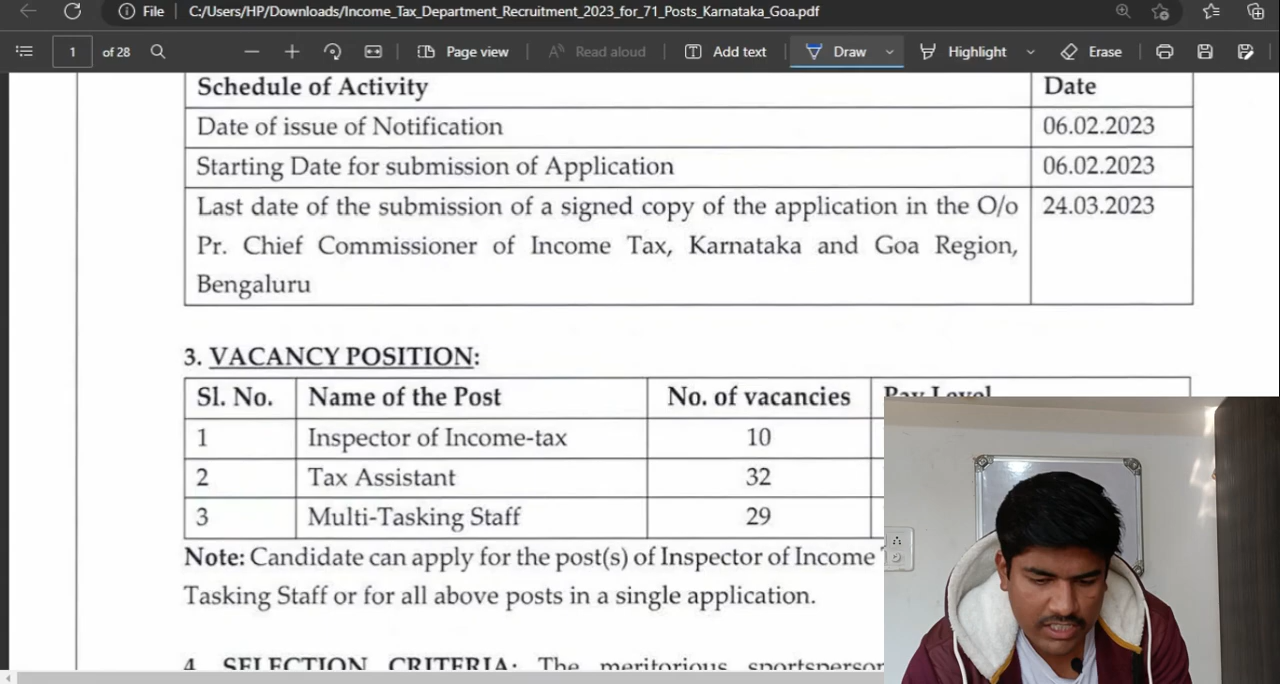 File C:/Users/HP/Downloads/Income_Tax_Department_Recruitment_2023_for_71_Posts_Karnataka_Goa.pdf
1 of 28 Page view Read aloud Add text Draw Highlight Erase
Schedule of Activity Date
Date of issue of Notification 06.02.2023
Starting Date for submission of Application 06.02.2023
Last date of the submission of a signed copy of the application in the O/o 24.03.2023
Pr. Chief Commissioner of Income Tax, Karnataka and Goa Region,
Bengaluru
3. VACANCY POSITION:
Sl. No. Name of the Post No. of vacancies Pay Level
1 Inspector of Income-tax 10
2 Tax Assistant 32
3 Multi-Tasking Staff 29
Note: Candidate can apply for the post(s) of Inspector of Income
Tasking Staff or for all above posts in a single application.
4. SELECTION CRITERIA: The meritorious